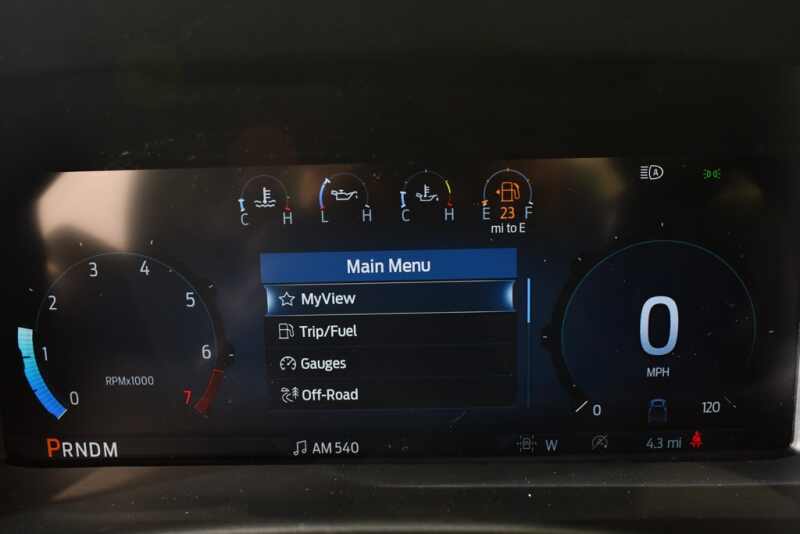 A
C H
L H
C H
E 23 F
mi to E
Main Menu
MyView
Trip/Fuel
Gauges
Off-Road
0 1 2 3 4 5 6 7
RPMx1000
0
MPH
0 120
PRNDM
AM 540
W
4.3 mi